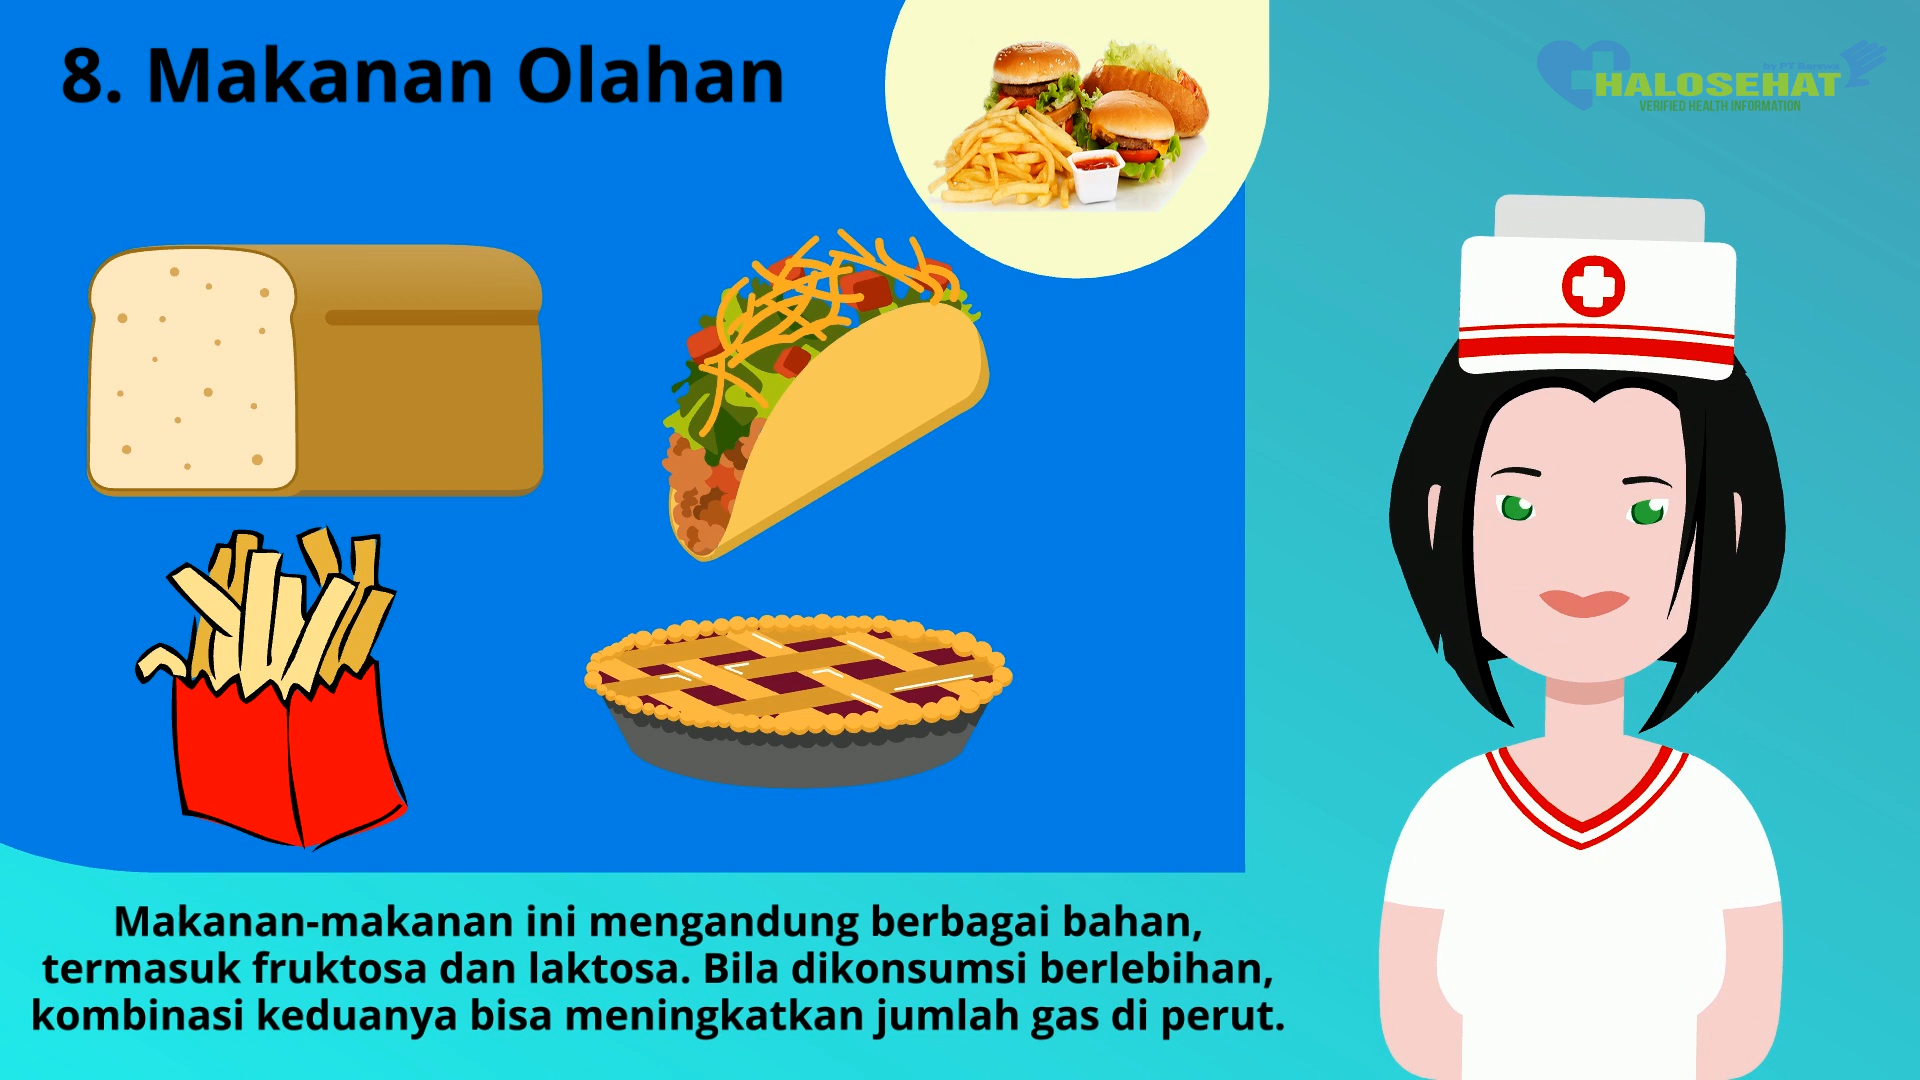 8. Makanan Olahan
HALOSEHAT
VERIFIED HEALTH INFORMATION
Makanan-makanan ini mengandung berbagai bahan,
termasuk fruktosa dan laktosa. Bila dikonsumsi berlebihan,
kombinasi keduanya bisa meningkatkan jumlah gas di perut.